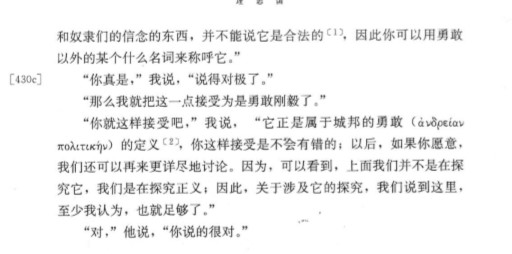 理 想 国
和奴隶们的信念的东西，并不能说它是合法的〔1〕，因此你可以用勇敢
以外的某个什么名词来称呼它。”
[430c] “你真是，”我说，“说得对极了。”
“那么我就把这一点接受为是勇敢刚毅了。”
“你就这样接受吧，”我说，“它正是属于城邦的勇敢（ἀνδρείαν
πολιτικὴν）的定义〔2〕，你这样接受是不会有错的；以后，如果你愿意，
我们还可以再来更详尽地讨论。因为，可以看到，上面我们并不是在探
究它，我们是在探究正义；因此，关于涉及它的探究，我们说到这里，
至少我认为，也就足够了。”
“对，”他说，“你说的很对。”